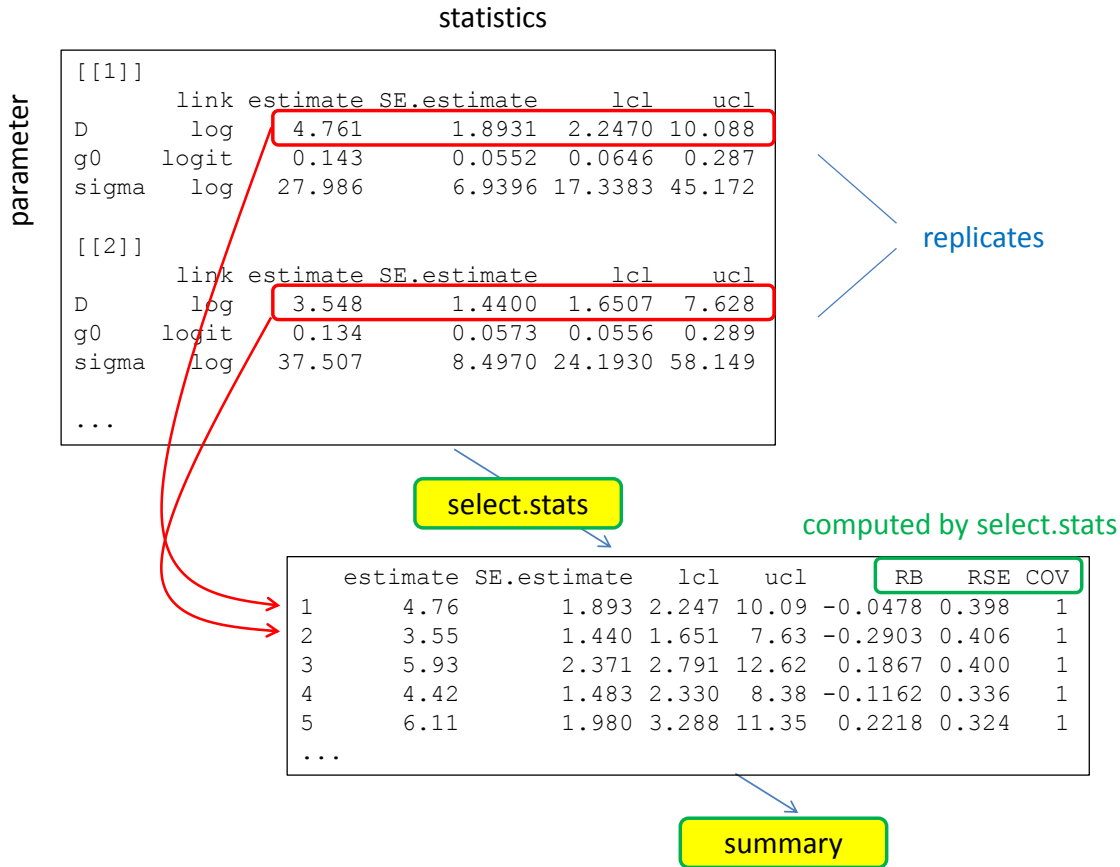 statistics
parameter
[[1]]
link estimate SE.estimate lcl ucl
D log 4.761 1.8931 2.2470 10.088
g0 logit 0.143 0.0552 0.0646 0.287
sigma log 27.986 6.9396 17.3383 45.172
replicates
[[2]]
link estimate SE.estimate lcl ucl
D log 3.548 1.4400 1.6507 7.628
g0 logit 0.134 0.0573 0.0556 0.289
sigma log 37.507 8.4970 24.1930 58.149
...
select.stats
computed by select.stats
estimate SE.estimate lcl ucl RB RSE COV
1 4.76 1.893 2.247 10.09 -0.0478 0.398 1
2 3.55 1.440 1.651 7.63 -0.2903 0.406 1
3 5.93 2.371 2.791 12.62 0.1867 0.400 1
4 4.42 1.483 2.330 8.38 -0.1162 0.336 1
5 6.11 1.980 3.288 11.35 0.2218 0.324 1
...
summary